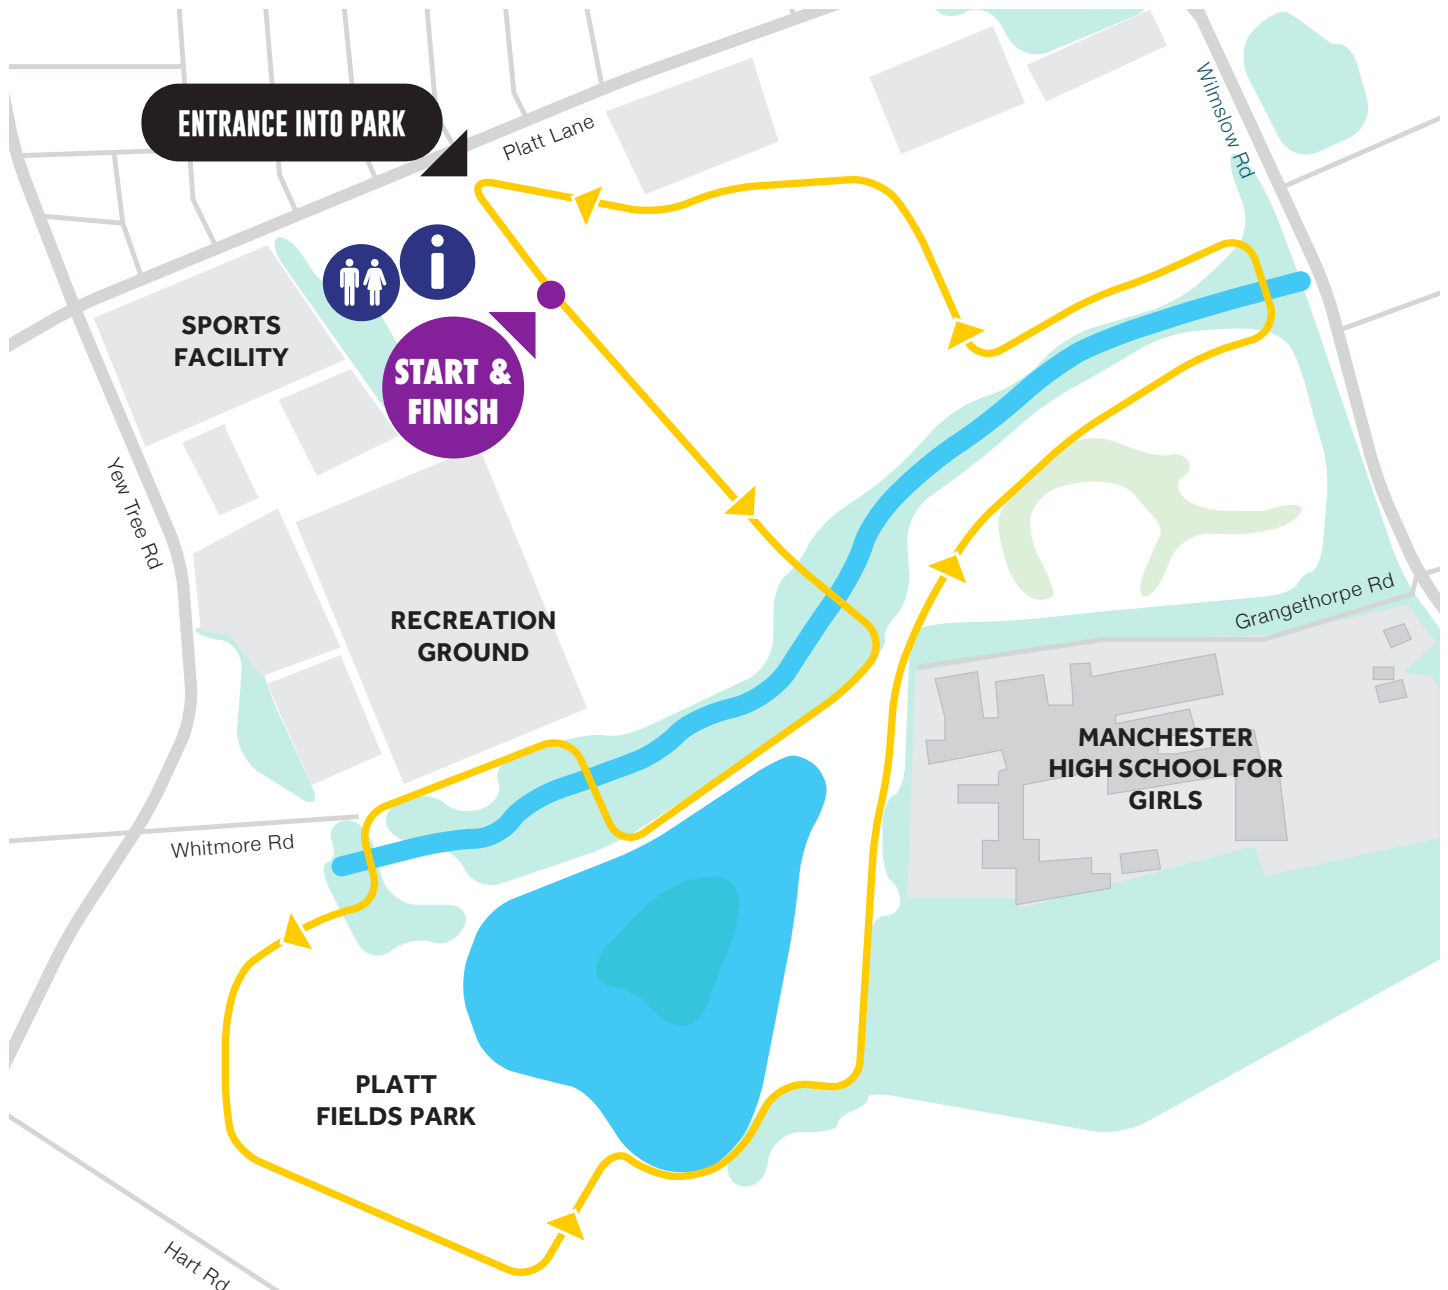 ENTRANCE INTO PARK
Platt Lane
Wilmslow Rd
SPORTS
FACILITY
START &
FINISH
Yew Tree Rd
RECREATION
GROUND
Grangethorpe Rd
MANCHESTER
HIGH SCHOOL FOR
GIRLS
Whitmore Rd
PLATT
FIELDS PARK
Hart Rd